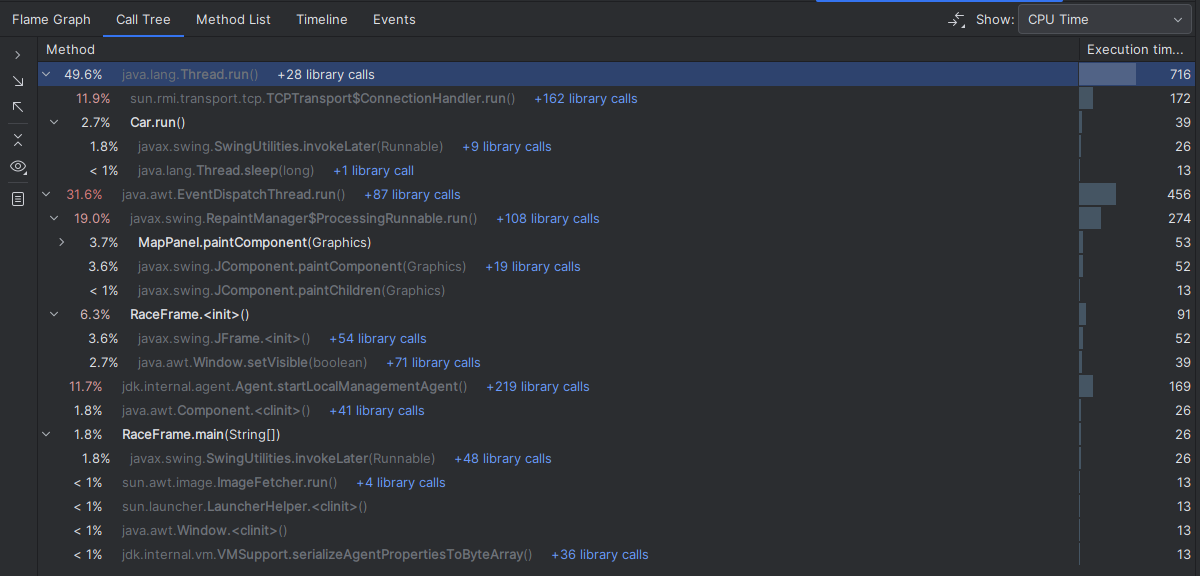 Flame Graph Call Tree Method List Timeline Events Show: CPU Time
Method Execution tim...
49.6% java.lang.Thread.run() +28 library calls 716
11.9% sun.rmi.transport.tcp.TCPTransport$ConnectionHandler.run() +162 library calls 172
2.7% Car.run() 39
1.8% javax.swing.SwingUtilities.invokeLater(Runnable) +9 library calls 26
< 1% java.lang.Thread.sleep(long) +1 library call 13
31.6% java.awt.EventDispatchThread.run() +87 library calls 456
19.0% javax.swing.RepaintManager$ProcessingRunnable.run() +108 library calls 274
3.7% MapPanel.paintComponent(Graphics) 53
3.6% javax.swing.JComponent.paintComponent(Graphics) +19 library calls 52
< 1% javax.swing.JComponent.paintChildren(Graphics) 13
6.3% RaceFrame.<init>() 91
3.6% javax.swing.JFrame.<init>() +54 library calls 52
2.7% java.awt.Window.setVisible(boolean) +71 library calls 39
11.7% jdk.internal.agent.Agent.startLocalManagementAgent() +219 library calls 169
1.8% java.awt.Component.<clinit>() +41 library calls 26
1.8% RaceFrame.main(String[]) 26
1.8% javax.swing.SwingUtilities.invokeLater(Runnable) +48 library calls 26
< 1% sun.awt.image.ImageFetcher.run() +4 library calls 13
< 1% sun.launcher.LauncherHelper.<clinit>() 13
< 1% java.awt.Window.<clinit>() 13
< 1% jdk.internal.vm.VMSupport.serializeAgentPropertiesToByteArray() +36 library calls 13